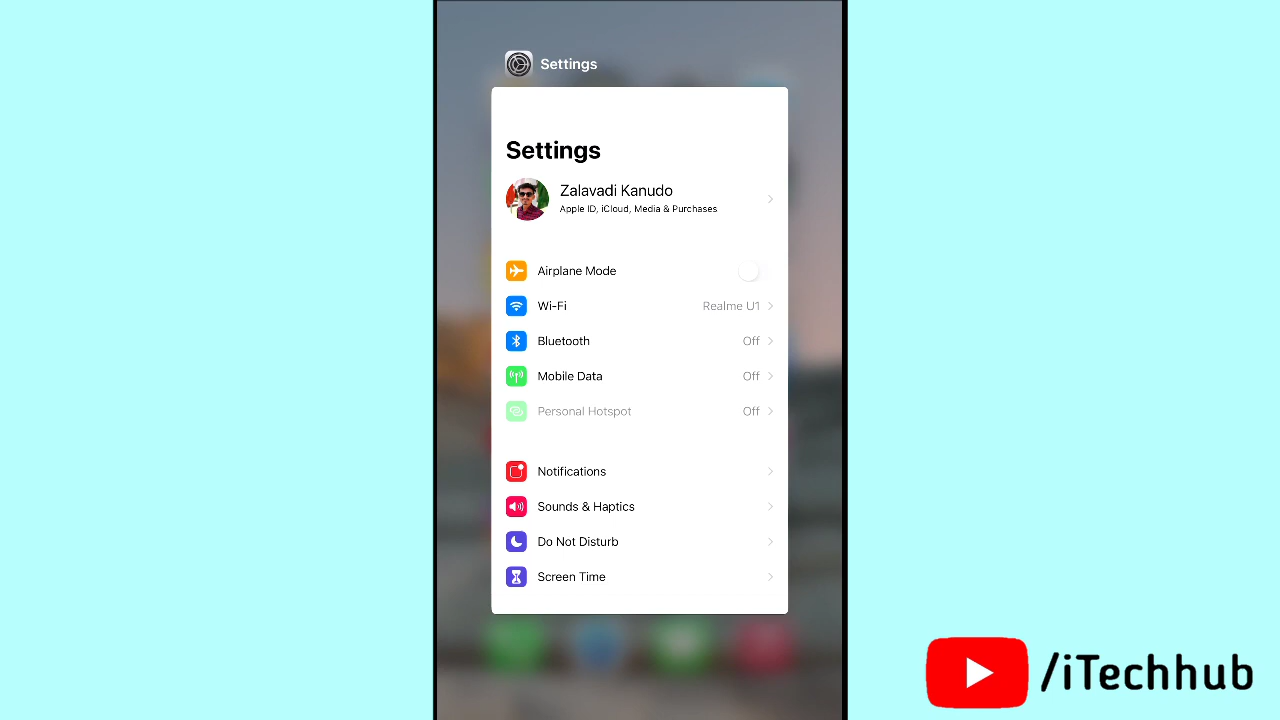 Settings
Settings
Zalavadi Kanudo
Apple ID, iCloud, Media & Purchases
Airplane Mode
Wi-Fi Realme U1
Bluetooth Off
Mobile Data Off
Personal Hotspot Off
Notifications
Sounds & Haptics
Do Not Disturb
Screen Time
/iTechhub